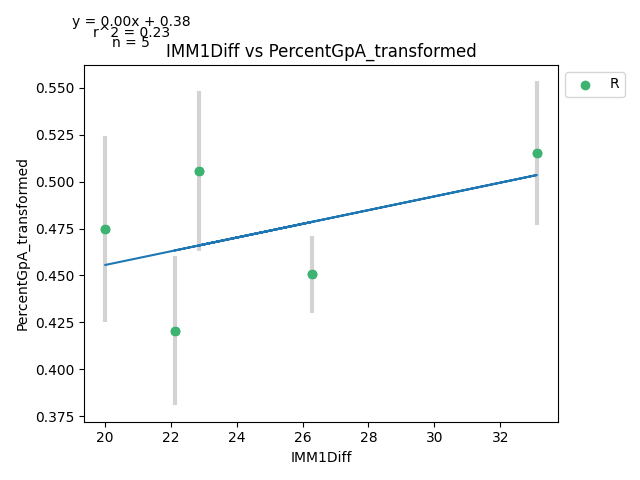 y = 0.00x + 0.38
r^2 = 0.23
n = 5
IMM1Diff vs PercentGpA_transformed
R
0.550
0.525
0.500
0.475
0.450
0.425
0.400
0.375
PercentGpA_transformed
20 22 24 26 28 30 32
IMM1Diff